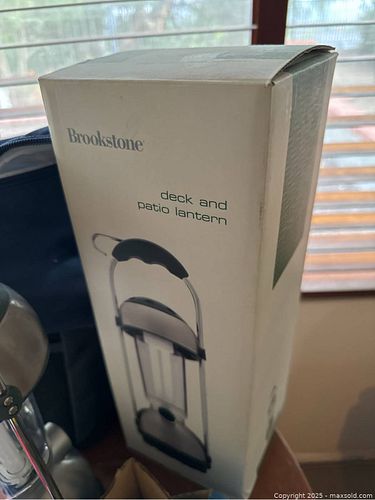 Brookstone
deck and
patio lantern
Copyright 2025 - maxsold.com